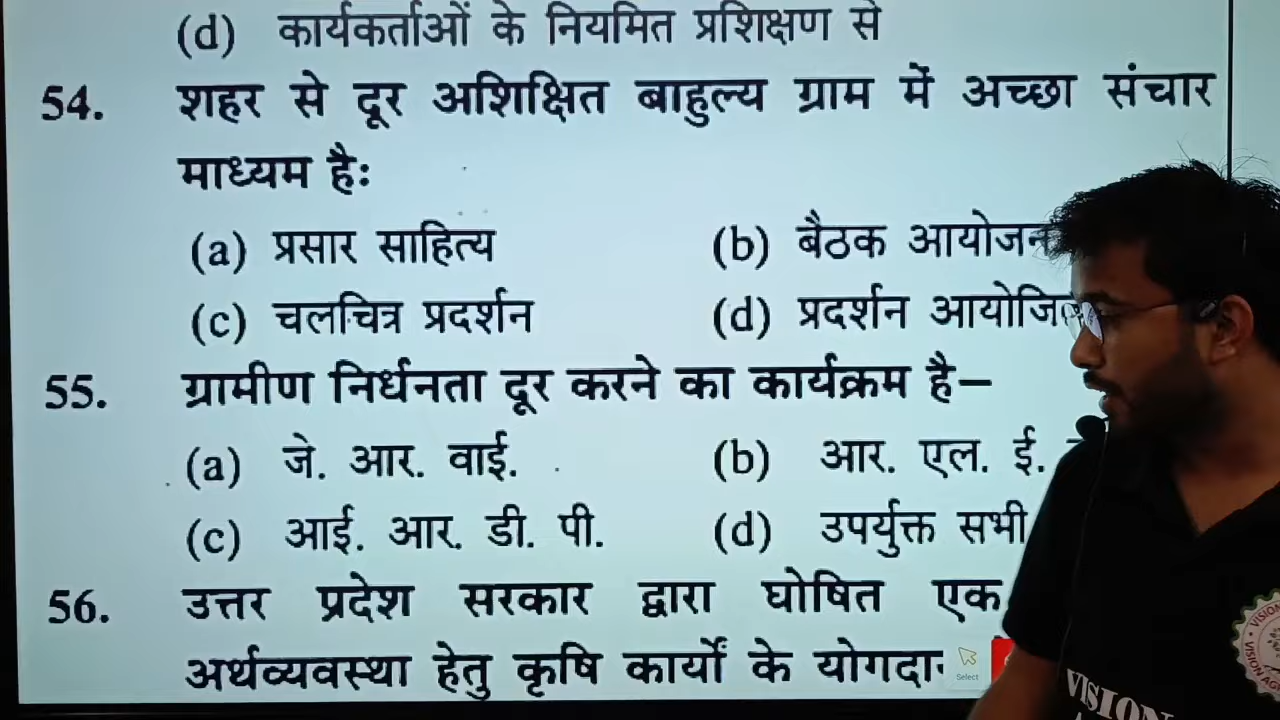 (d) कार्यकर्ताओं के नियमित प्रशिक्षण से
54. शहर से दूर अशिक्षित बाहुल्य ग्राम में अच्छा संचार
माध्यम हैः
(a) प्रसार साहित्य (b) बैठक आयोजन
(c) चलचित्र प्रदर्शन (d) प्रदर्शन
55. ग्रामीण निर्धनता दूर करने का कार्यक्रम है–
(a) जे. आर. वाई. (b) आर. एल. ई.
(c) आई. आर. डी. पी. (d) उपर्युक्त सभी
56. उत्तर प्रदेश सरकार द्वारा घोषित एक
अर्थव्यवस्था हेतु कृषि कार्यों के
Select
VISION